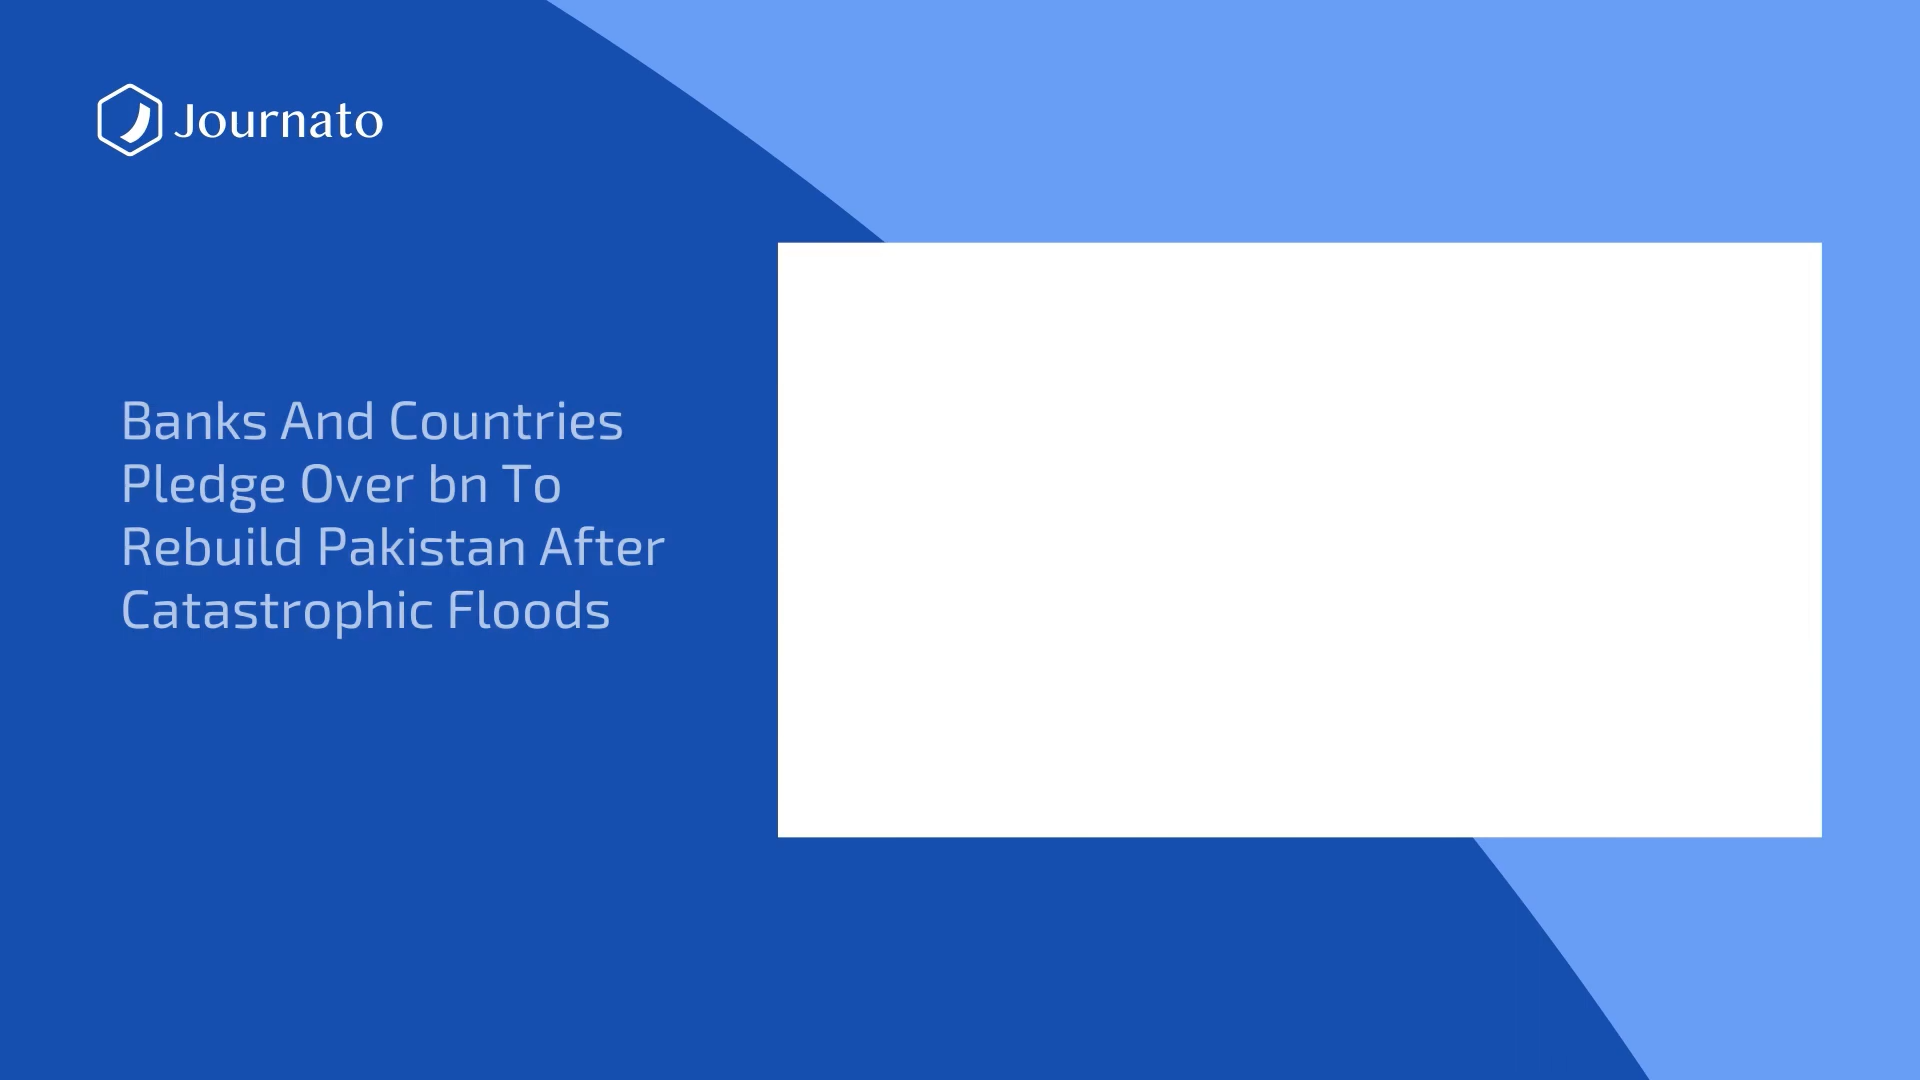 Journato
Banks And Countries
Pledge Over bn To
Rebuild Pakistan After
Catastrophic Floods